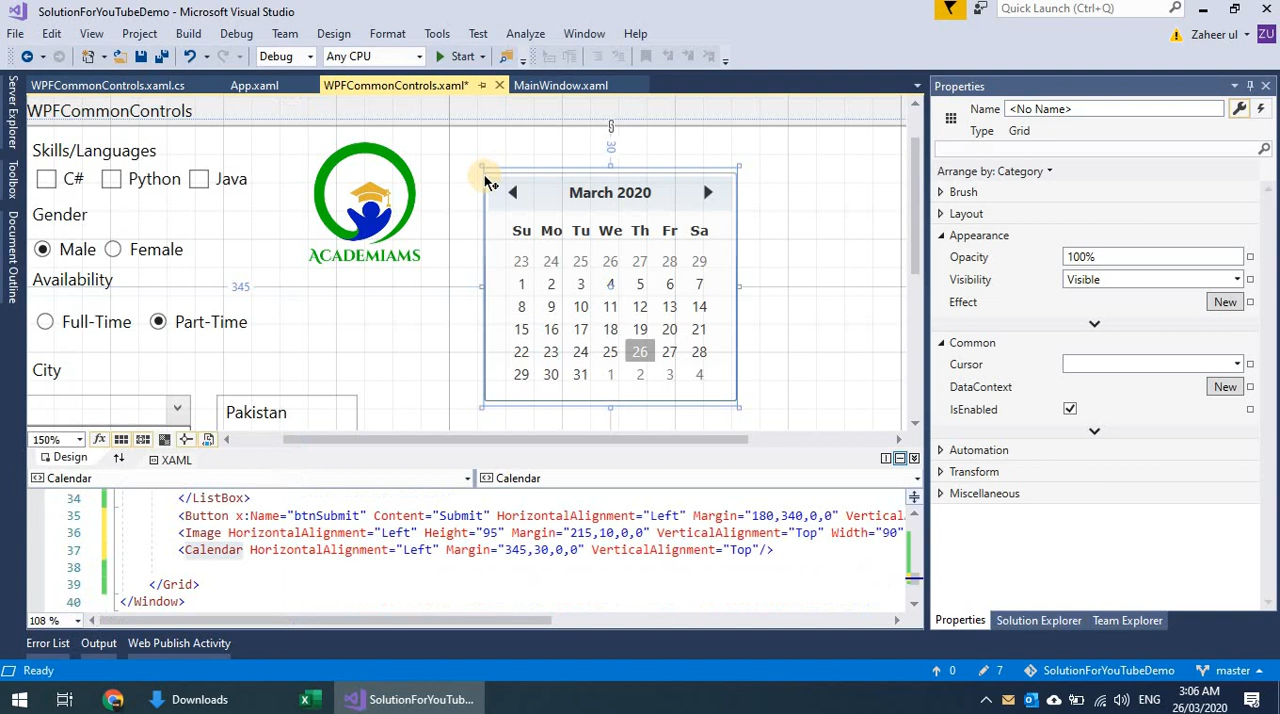 SolutionForYouTubeDemo - Microsoft Visual Studio
Quick Launch (Ctrl+Q)
File Edit View Project Build Debug Team Design Format Tools Test Analyze Window Help
Zaheer ul ZU
Debug Any CPU Start
WPFCommonControls.xaml.cs App.xaml WPFCommonControls.xaml* MainWindow.xaml
Server Explorer
Toolbox
Document Outline
WPFCommonControls
Skills/Languages
C# Python Java
Gender
Male Female
Availability
Full-Time Part-Time
City
Pakistan
ACADEMIAMS
345
30
March 2020
Su Mo Tu We Th Fr Sa
23 24 25 26 27 28 29
1 2 3 4 5 6 7
8 9 10 11 12 13 14
15 16 17 18 19 20 21
22 23 24 25 26 27 28
29 30 31 1 2 3 4
150%
Design XAML
Calendar Calendar
34 </ListBox>
35 <Button x:Name="btnSubmit" Content="Submit" HorizontalAlignment="Left" Margin="180,340,0,0" Vertical
36 <Image HorizontalAlignment="Left" Height="95" Margin="215,10,0,0" VerticalAlignment="Top" Width="90"
37 <Calendar HorizontalAlignment="Left" Margin="345,30,0,0" VerticalAlignment="Top"/>
38
39 </Grid>
40 </Window>
108 %
Error List Output Web Publish Activity
Properties
Name <No Name>
Type Grid
Arrange by: Category
Brush
Layout
Appearance
Opacity 100%
Visibility Visible
Effect New
Common
Cursor
DataContext New
IsEnabled
Automation
Transform
Miscellaneous
Properties Solution Explorer Team Explorer
Ready 0 7 SolutionForYouTubeDemo master
Downloads SolutionForYouTub... ENG 3:06 AM
26/03/2020